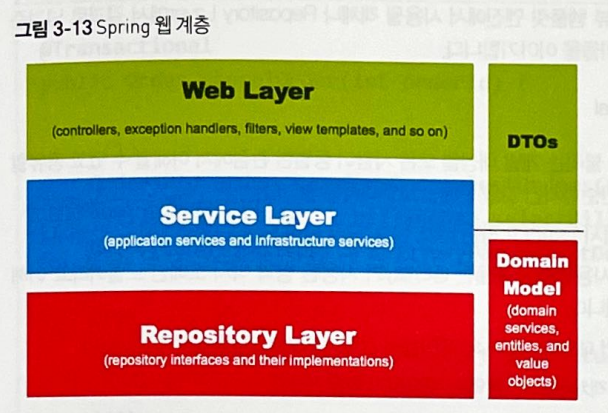 그림 3-13 Spring 웹 계층
Web Layer
(controllers, exception handlers, filters, view templates, and so on)
DTOs
Service Layer
(application services and infrastructure services)
Domain
Model
(domain
services,
entities, and
value
objects)
Repository Layer
(repository interfaces and their implementations)